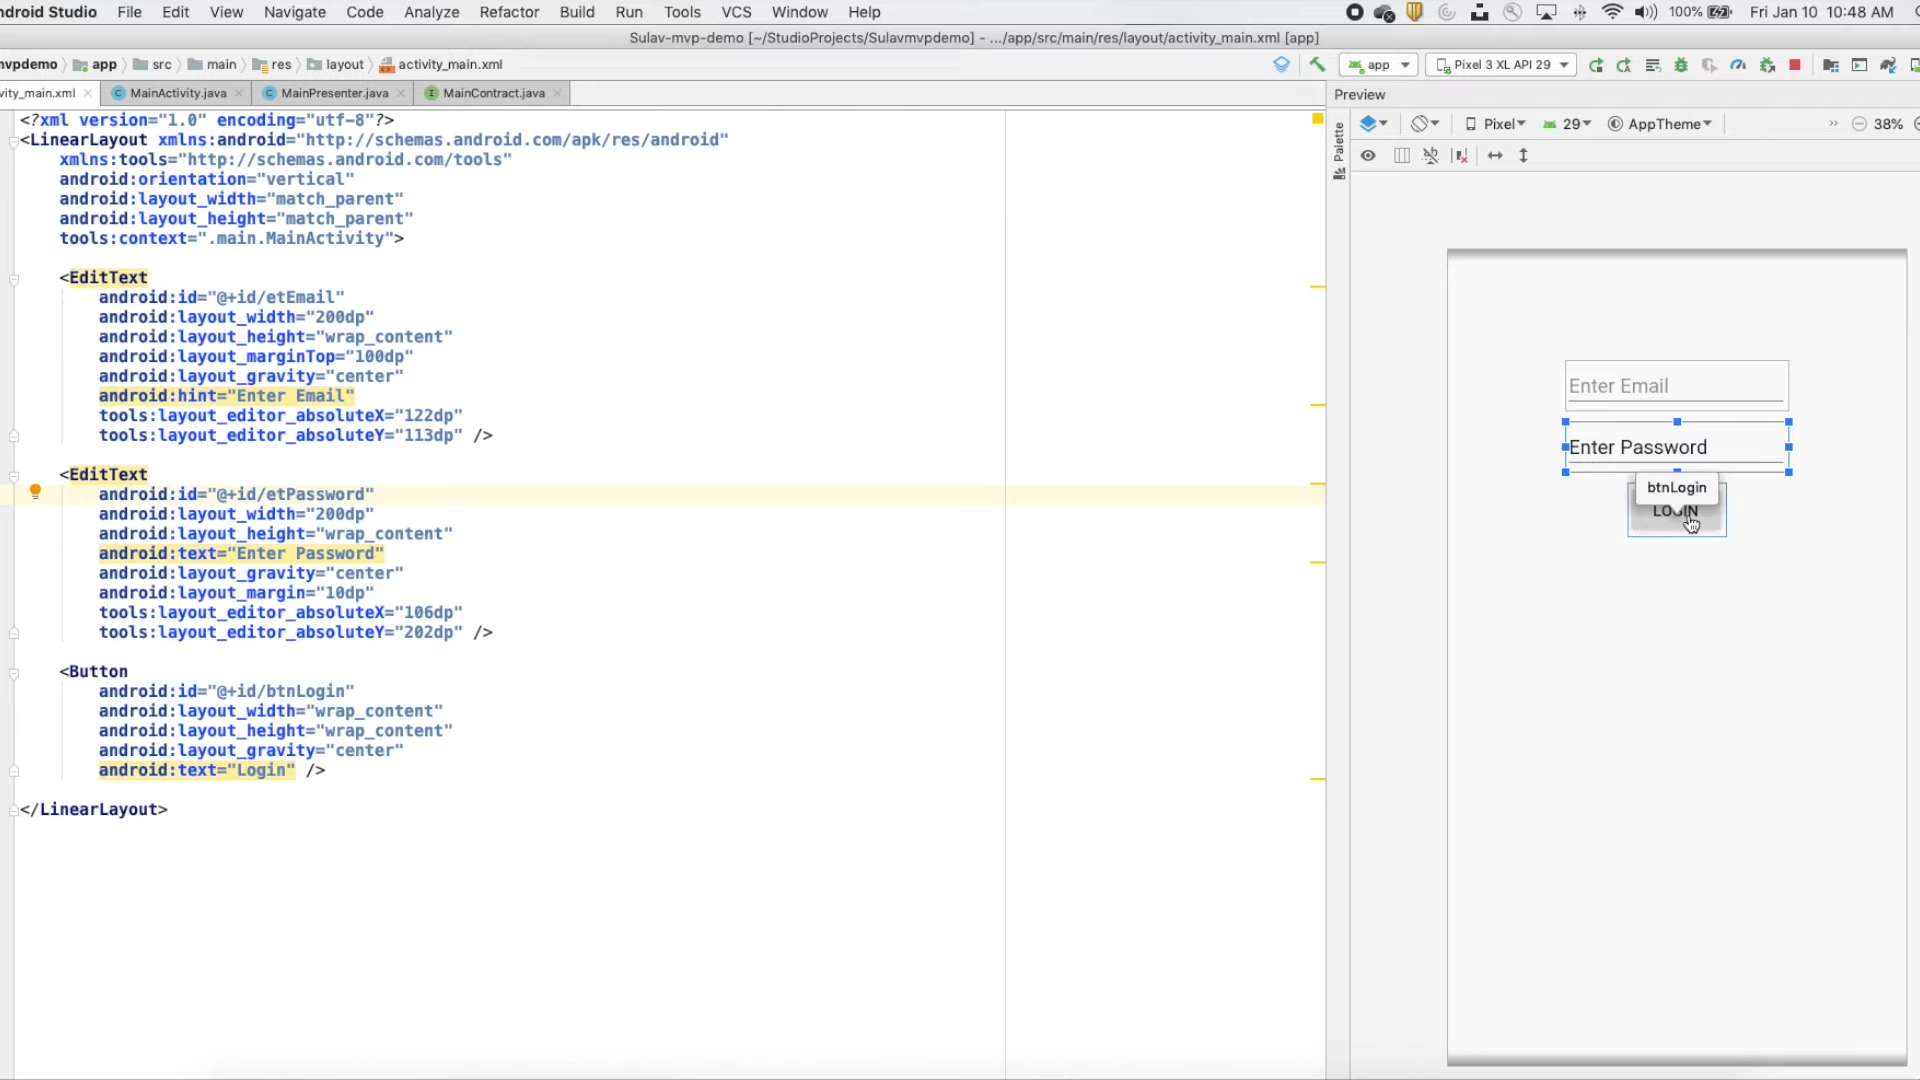 ndroid Studio File Edit View Navigate Code Analyze Refactor Build Run Tools VCS Window Help 100% Fri Jan 10 10:48 AM
Sulav-mvp-demo [~/StudioProjects/Sulavmvpdemo] - .../app/src/main/res/layout/activity_main.xml [app]
mvpdemo app src main res layout activity_main.xml app Pixel 3 XL API 29
vity_main.xml MainActivity.java MainPresenter.java MainContract.java
Preview
Palette
Pixel 29 AppTheme 38%
<?xml version="1.0" encoding="utf-8"?>
<LinearLayout xmlns:android="http://schemas.android.com/apk/res/android"
xmlns:tools="http://schemas.android.com/tools"
android:orientation="vertical"
android:layout_width="match_parent"
android:layout_height="match_parent"
tools:context=".main.MainActivity">
<EditText
android:id="@+id/etEmail"
android:layout_width="200dp"
android:layout_height="wrap_content"
android:layout_marginTop="100dp"
android:layout_gravity="center"
android:hint="Enter Email"
tools:layout_editor_absoluteX="122dp"
tools:layout_editor_absoluteY="113dp" />
<EditText
android:id="@+id/etPassword"
android:layout_width="200dp"
android:layout_height="wrap_content"
android:text="Enter Password"
android:layout_gravity="center"
android:layout_margin="10dp"
tools:layout_editor_absoluteX="106dp"
tools:layout_editor_absoluteY="202dp" />
<Button
android:id="@+id/btnLogin"
android:layout_width="wrap_content"
android:layout_height="wrap_content"
android:layout_gravity="center"
android:text="Login" />
</LinearLayout>
Enter Email
Enter Password
btnLogin
LOGIN